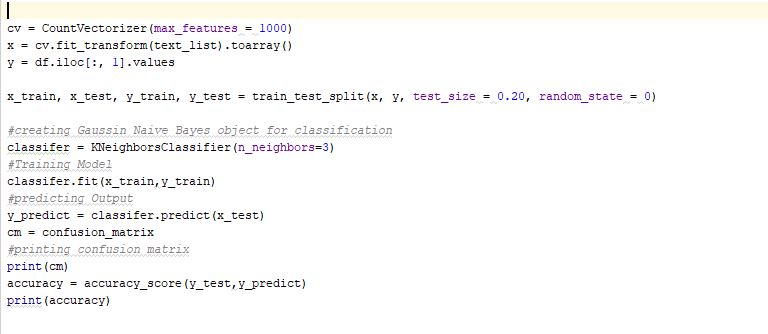 cv = CountVectorizer(max_features = 1000)
x = cv.fit_transform(text_list).toarray()
y = df.iloc[:, 1].values
x_train, x_test, y_train, y_test = train_test_split(x, y, test_size = 0.20, random_state = 0)
#creating Gaussin Naive Bayes object for classification
classifer = KNeighborsClassifier(n_neighbors=3)
#Training Model
classifer.fit(x_train,y_train)
#predicting Output
y_predict = classifer.predict(x_test)
cm = confusion_matrix
#printing confusion matrix
print(cm)
accuracy = accuracy_score(y_test,y_predict)
print(accuracy)